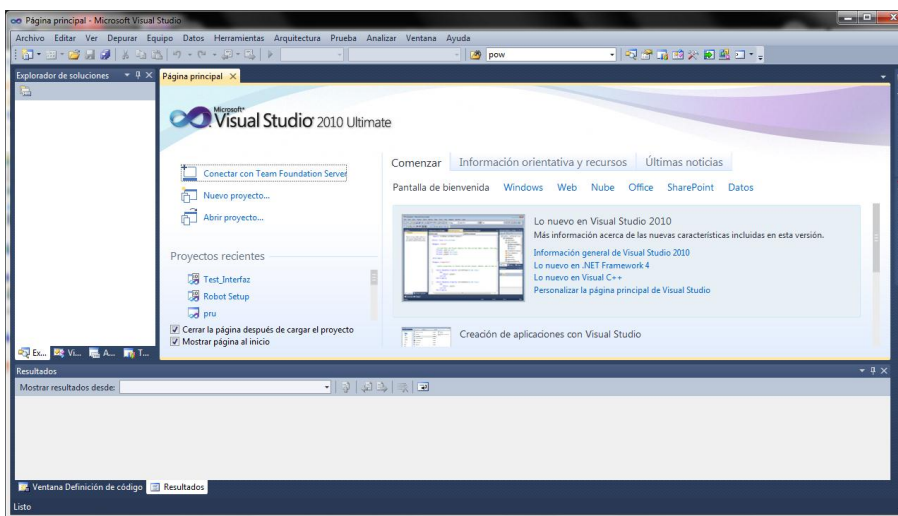 Página principal - Microsoft Visual Studio
Archivo Editar Ver Depurar Equipo Datos Herramientas Arquitectura Prueba Analizar Ventana Ayuda
pow
Explorador de soluciones
Página principal
Microsoft
Visual Studio 2010 Ultimate
Conectar con Team Foundation Server
Nuevo proyecto...
Abrir proyecto...
Proyectos recientes
Test_Interfaz
Robot Setup
pru
Cerrar la página después de cargar el proyecto
Mostrar página al inicio
Comenzar Información orientativa y recursos Últimas noticias
Pantalla de bienvenida Windows Web Nube Office SharePoint Datos
Lo nuevo en Visual Studio 2010
Más información acerca de las nuevas características incluidas en esta versión.
Información general de Visual Studio 2010
Lo nuevo en .NET Framework 4
Lo nuevo en Visual C++
Personalizar la página principal de Visual Studio
Creación de aplicaciones con Visual Studio
Ex... Vi... A... T...
Resultados
Mostrar resultados desde:
Ventana Definición de código Resultados
Listo